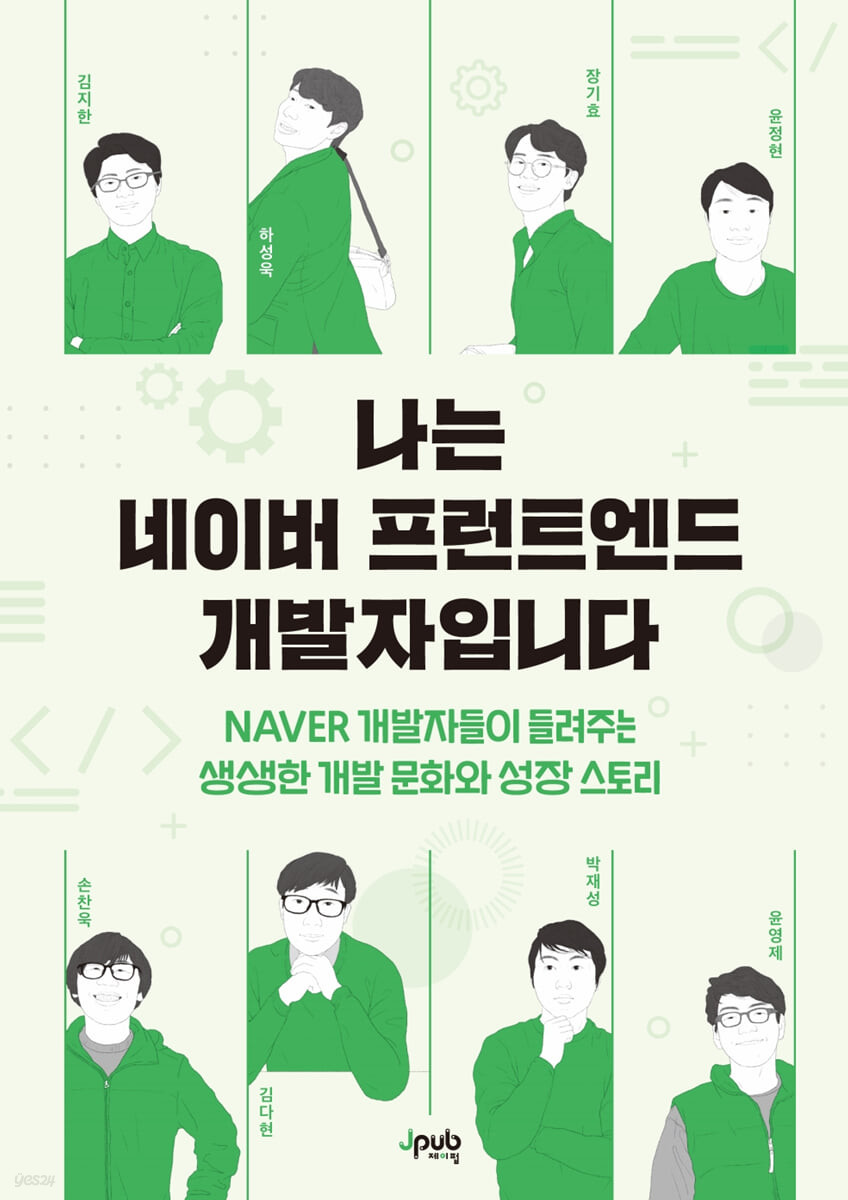 김지한
하성욱
장기효
윤정현
나는
네이버 프런트엔드
개발자입니다
NAVER 개발자들이 들려주는
생생한 개발 문화와 성장 스토리
손찬욱
김다현
박재성
윤영제
Jpub
제이펍
yes24